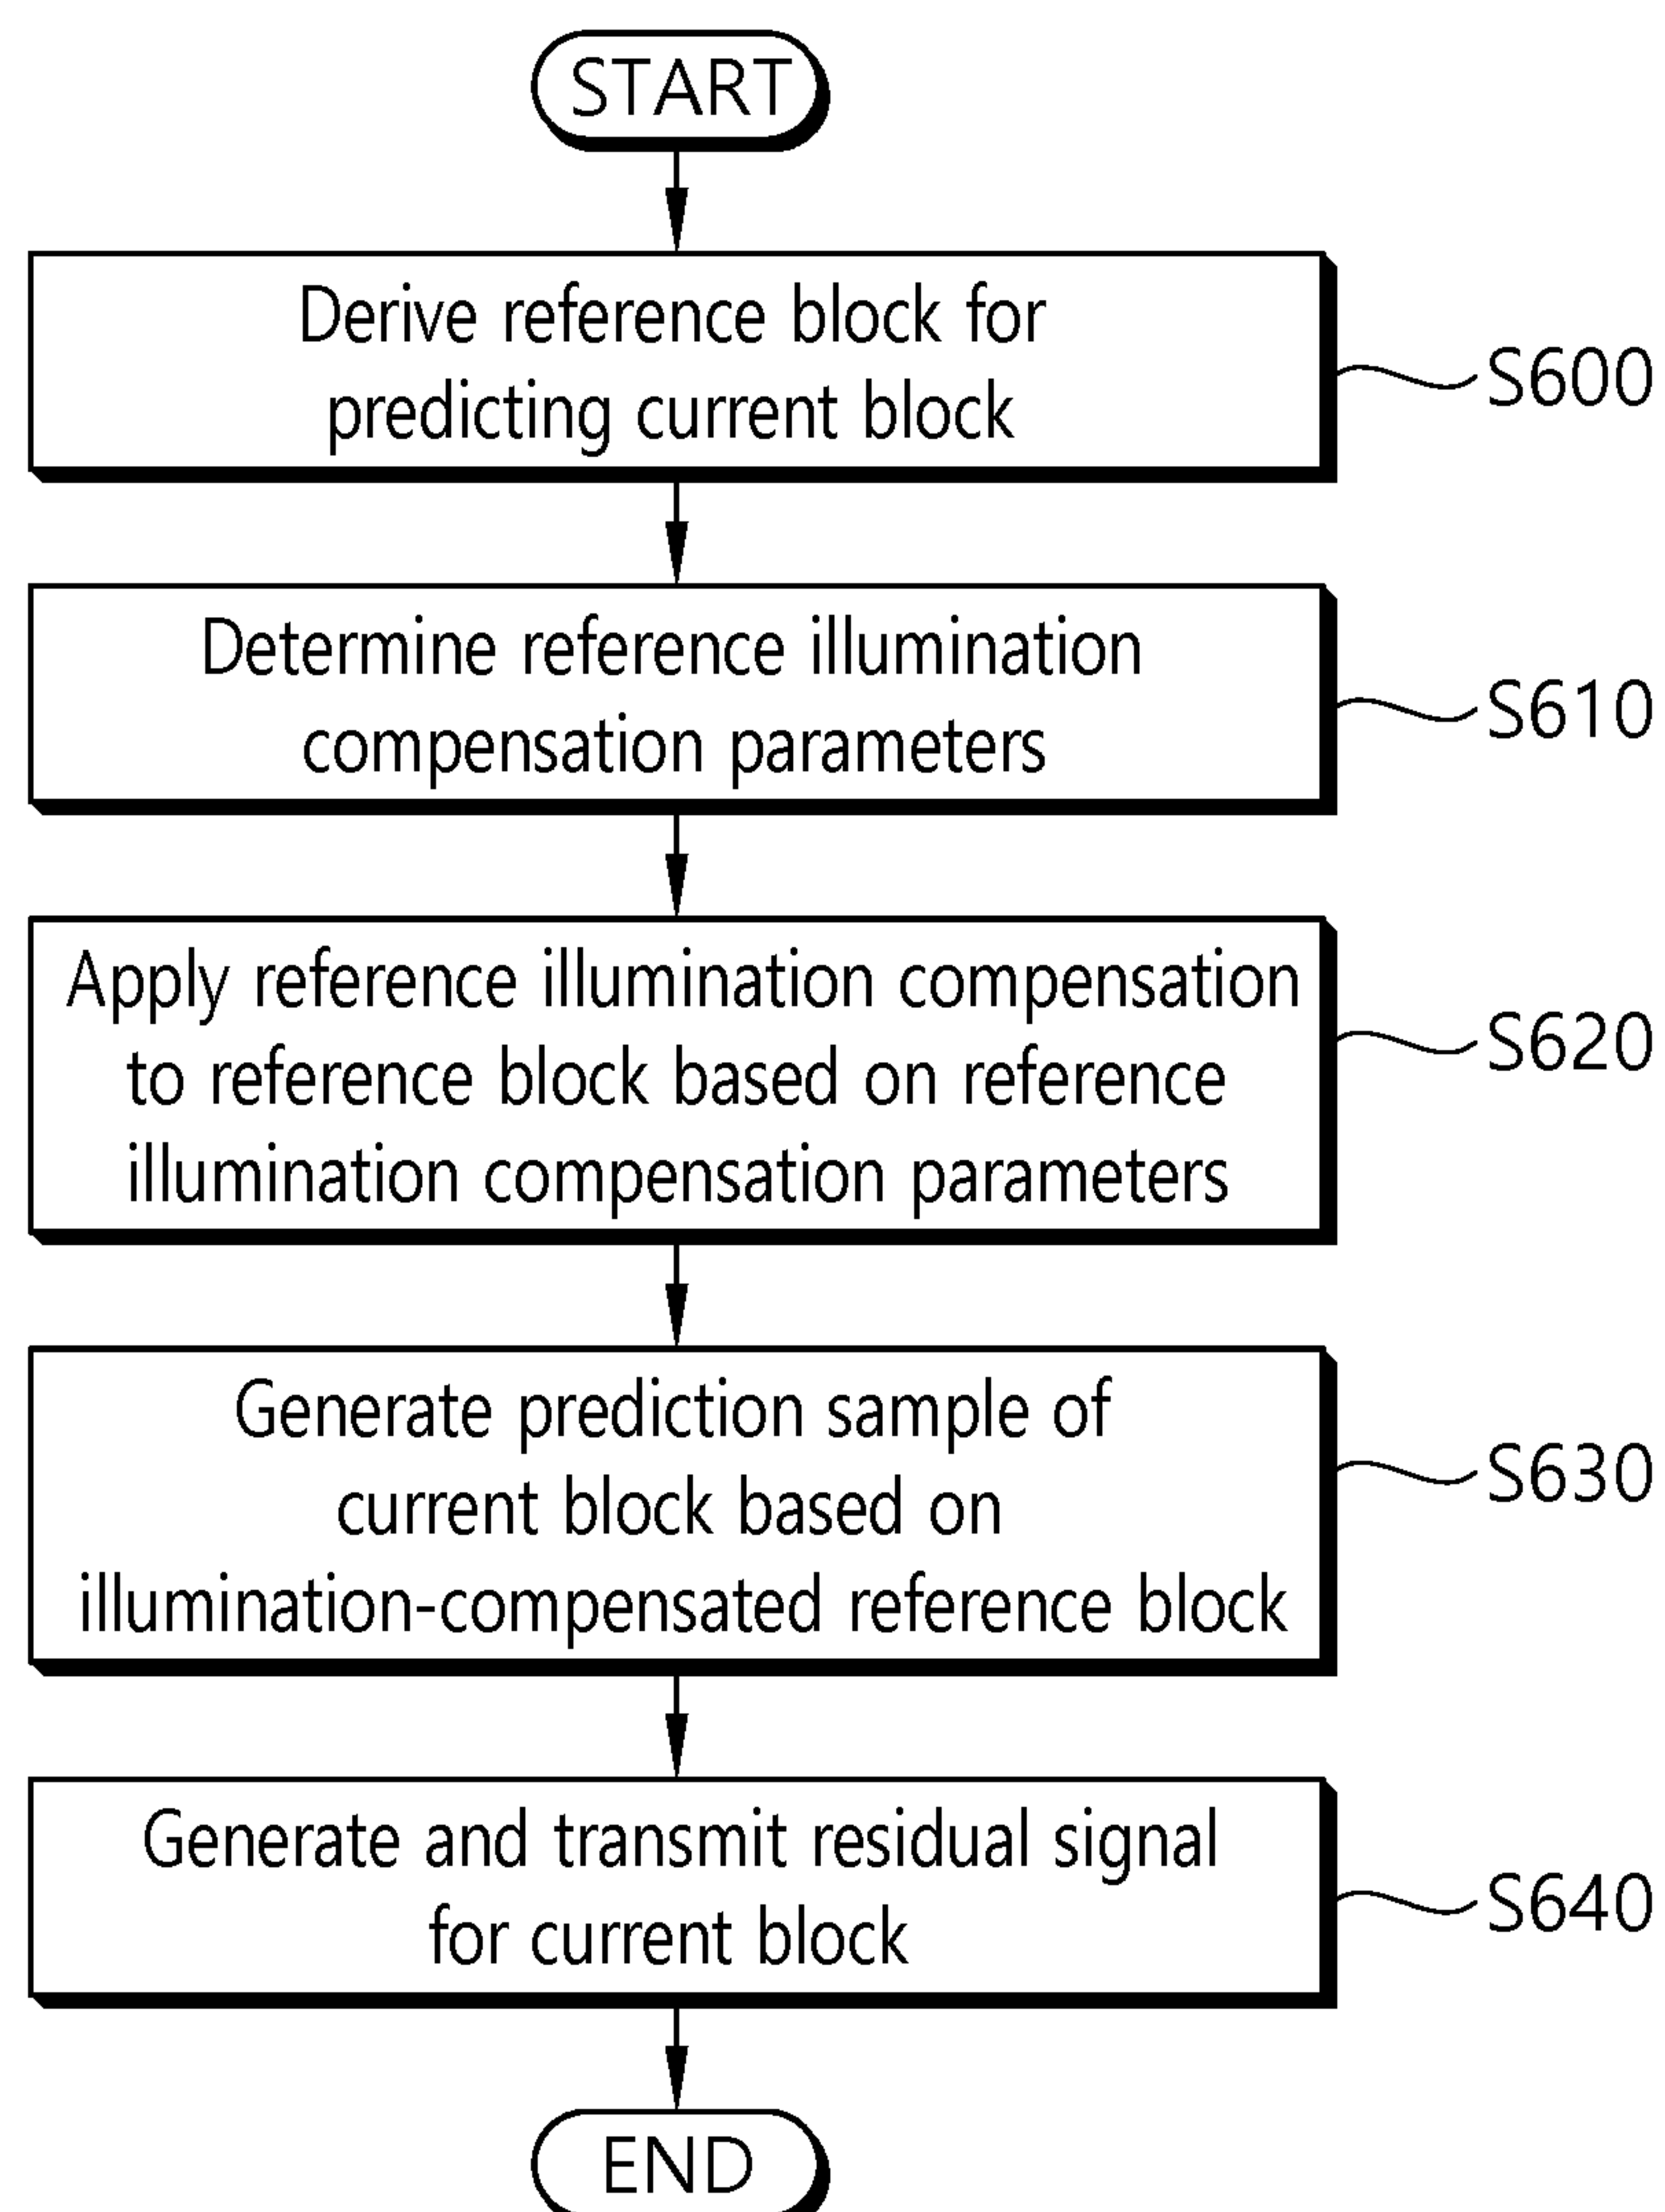 START
Derive reference block for
predicting current block
S600
Determine reference illumination
compensation parameters
S610
Apply reference illumination compensation
to reference block based on reference
illumination compensation parameters
S620
Generate prediction sample of
current block based on
illumination-compensated reference block
S630
Generate and transmit residual signal
for current block
S640
END